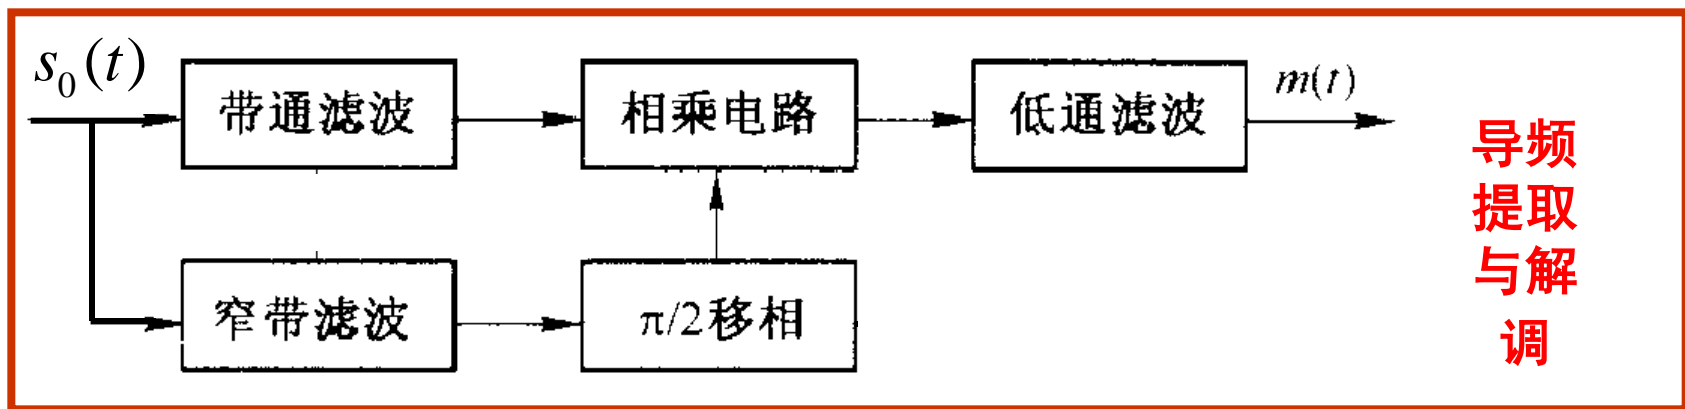 s₀(t)
带通滤波
相乘电路
低通滤波
m(t)
窄带滤波
π/2移相
导频
提取
与解
调